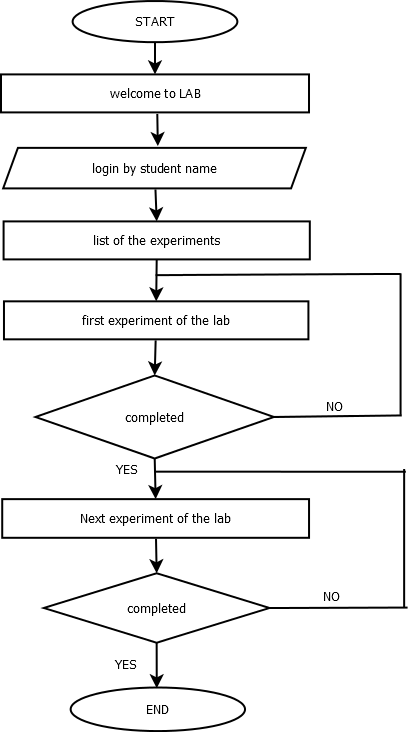 START
welcome to LAB
login by student name
list of the experiments
first experiment of the lab
completed
NO
YES
Next experiment of the lab
completed
NO
YES
END